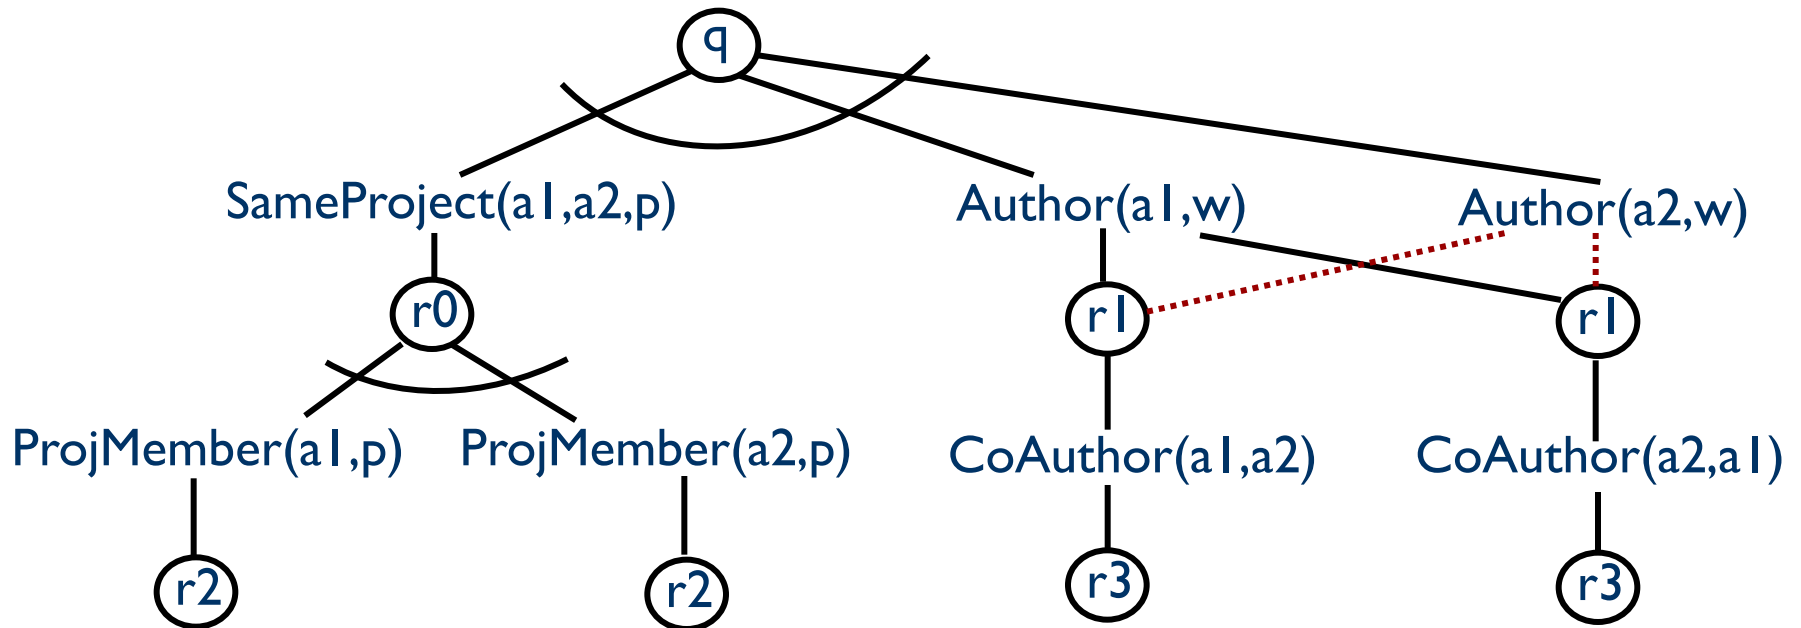 q
SameProject(a1,a2,p) Author(a1,w) Author(a2,w)
r0 r1 r1
ProjMember(a1,p) ProjMember(a2,p) CoAuthor(a1,a2) CoAuthor(a2,a1)
r2 r2 r3 r3